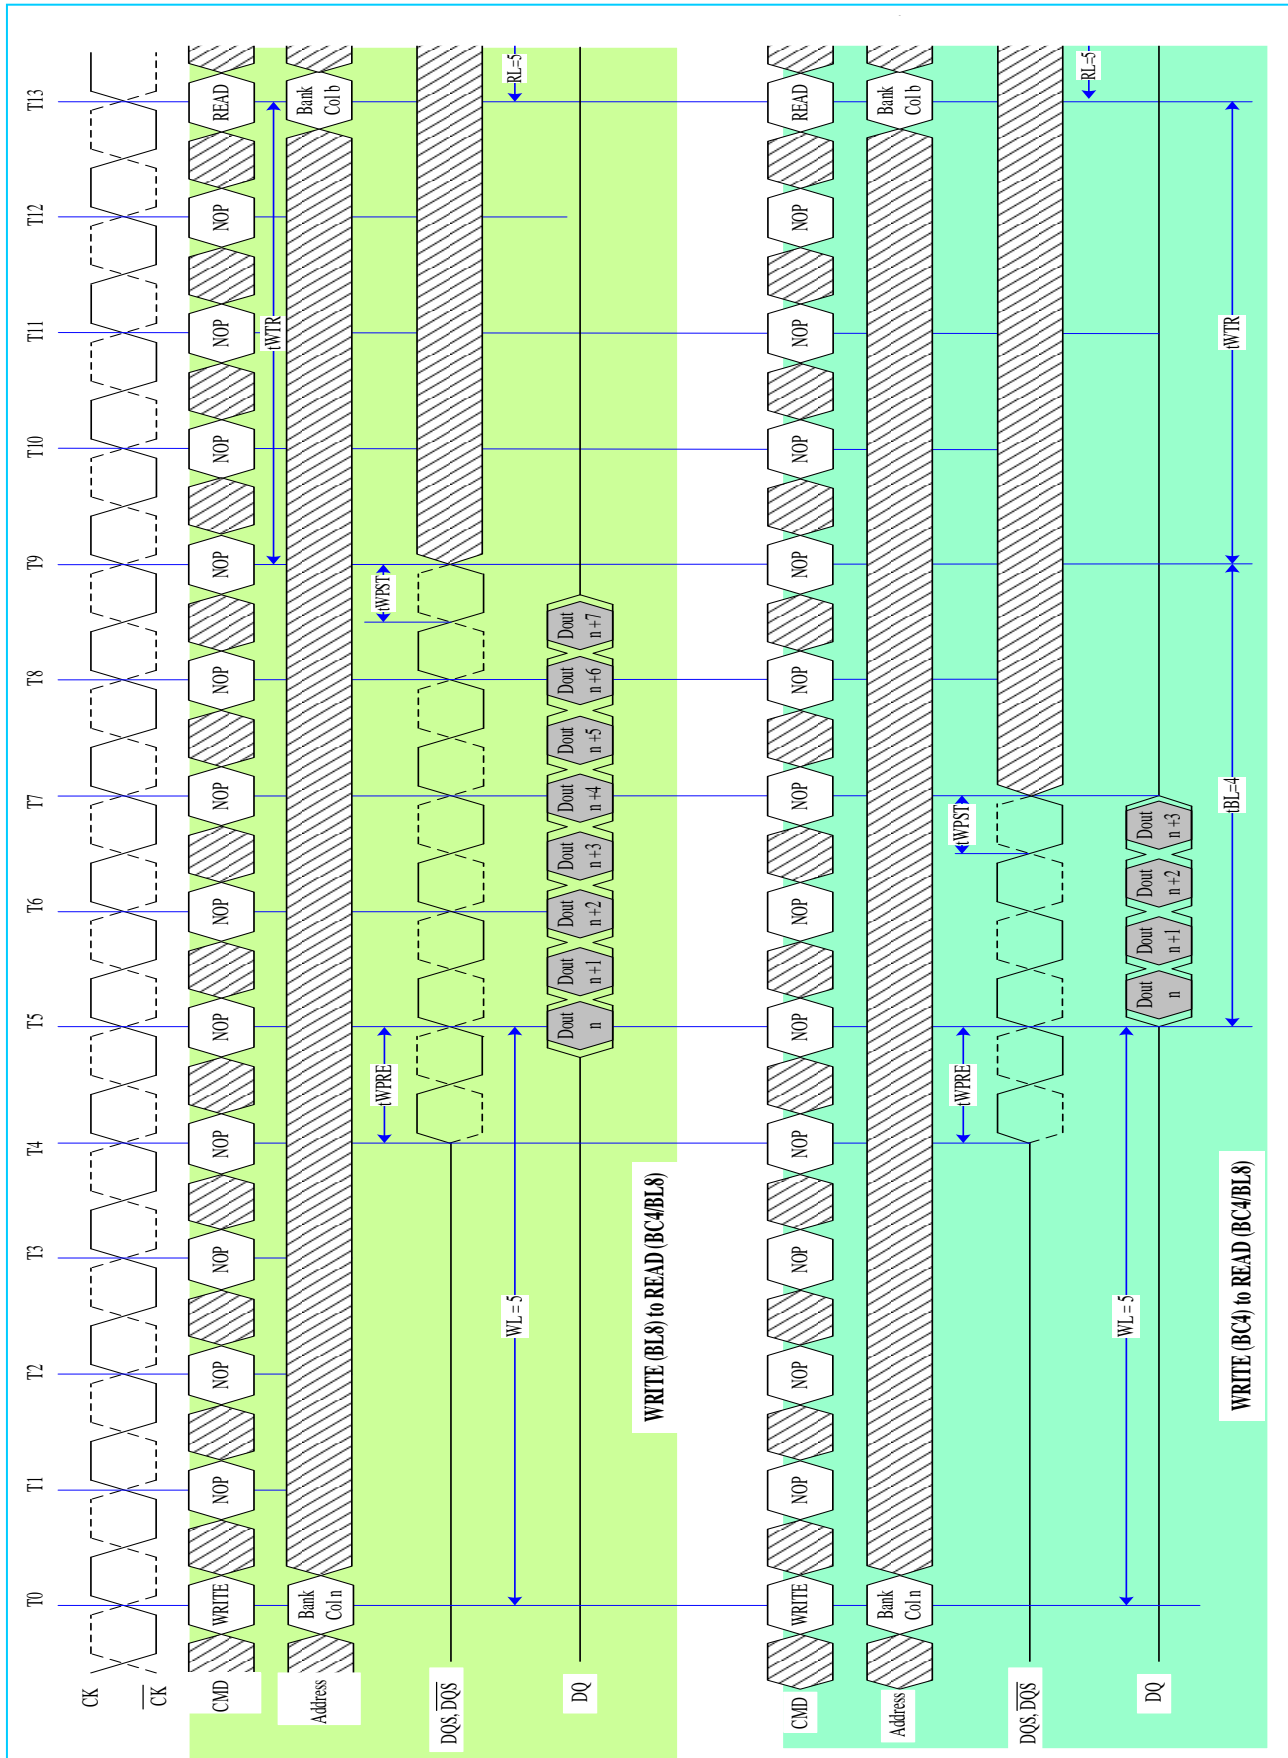 T0 T1 T2 T3 T4 T5 T6 T7 T8 T9 T10 T11 T12 T13
CK
CK
CMD WRITE NOP NOP NOP NOP NOP NOP NOP NOP NOP NOP NOP NOP READ
tWTR
Address
Bank
Col n
Bank
Col b
tWPRE tWPST
DQS, DQS
WL = 5 RL=5
DQ
Dout
n
Dout
n+1
Dout
n+2
Dout
n+3
Dout
n+4
Dout
n+5
Dout
n+6
Dout
n+7
WRITE (BL8) to READ (BC4/BL8)
CMD WRITE NOP NOP NOP NOP NOP NOP NOP NOP NOP NOP NOP NOP READ
Address
Bank
Col n
Bank
Col b
tWPRE tWPST
DQS, DQS
RL=5
WL = 5
DQ
Dout
n
Dout
n+1
Dout
n+2
Dout
n+3
tBL=4 tWTR
WRITE (BC4) to READ (BC4/BL8)